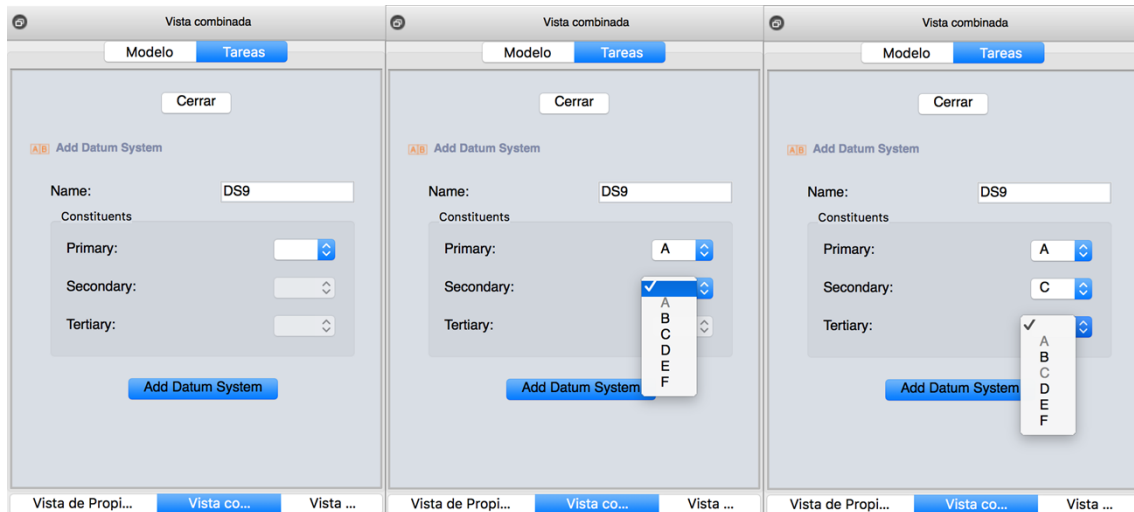 Vista combinada
Modelo Tareas
Cerrar
A|B Add Datum System
Name: DS9
Constituents
Primary:
Secondary:
Tertiary:
Add Datum System
Vista de Propi... Vista co... Vista ...
Vista combinada
Modelo Tareas
Cerrar
A|B Add Datum System
Name: DS9
Constituents
Primary: A
Secondary: ✓
A
B
C
D
E
F
Tertiary:
Add Datum System
Vista de Propi... Vista co... Vista ...
Vista combinada
Modelo Tareas
Cerrar
A|B Add Datum System
Name: DS9
Constituents
Primary: A
Secondary: C
Tertiary: ✓
A
B
C
D
E
F
Add Datum System
Vista de Propi... Vista co... Vista ...